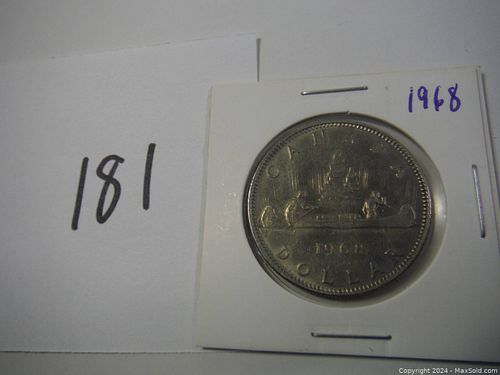 1968
181
CANADA
1968
DOLLAR
Copyright 2024 - MaxSold.com